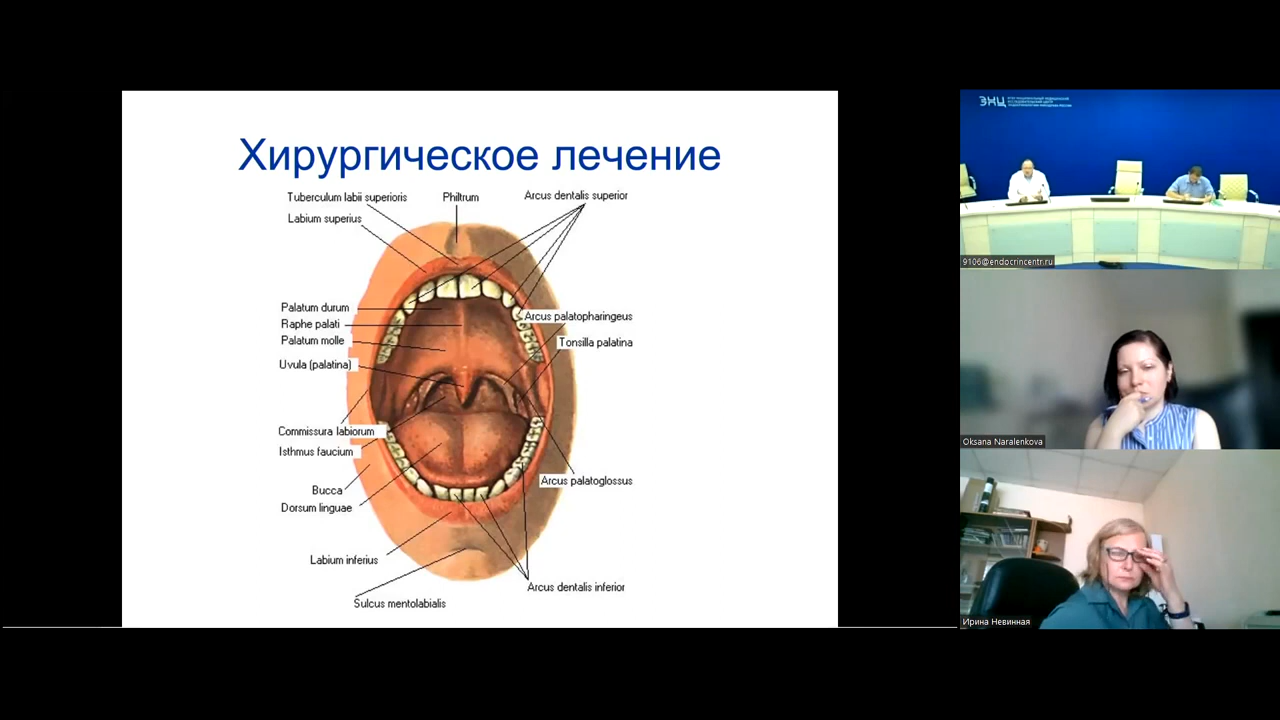 Хирургическое лечение
Tuberculum labii superioris
Philtrum
Arcus dentalis superior
Labium superius
Palatum durum
Raphe palati
Palatum molle
Uvula (palatina)
Arcus palatopharingeus
Tonsilla palatina
Commissura labiorum
Isthmus faucium
Bucca
Dorsum linguae
Arcus palatoglossus
Labium inferius
Arcus dentalis inferior
Sulcus mentolabialis
ЭНЦ
9106@endocrincentr.ru
Oksana Naralenkova
Ирина Невинная